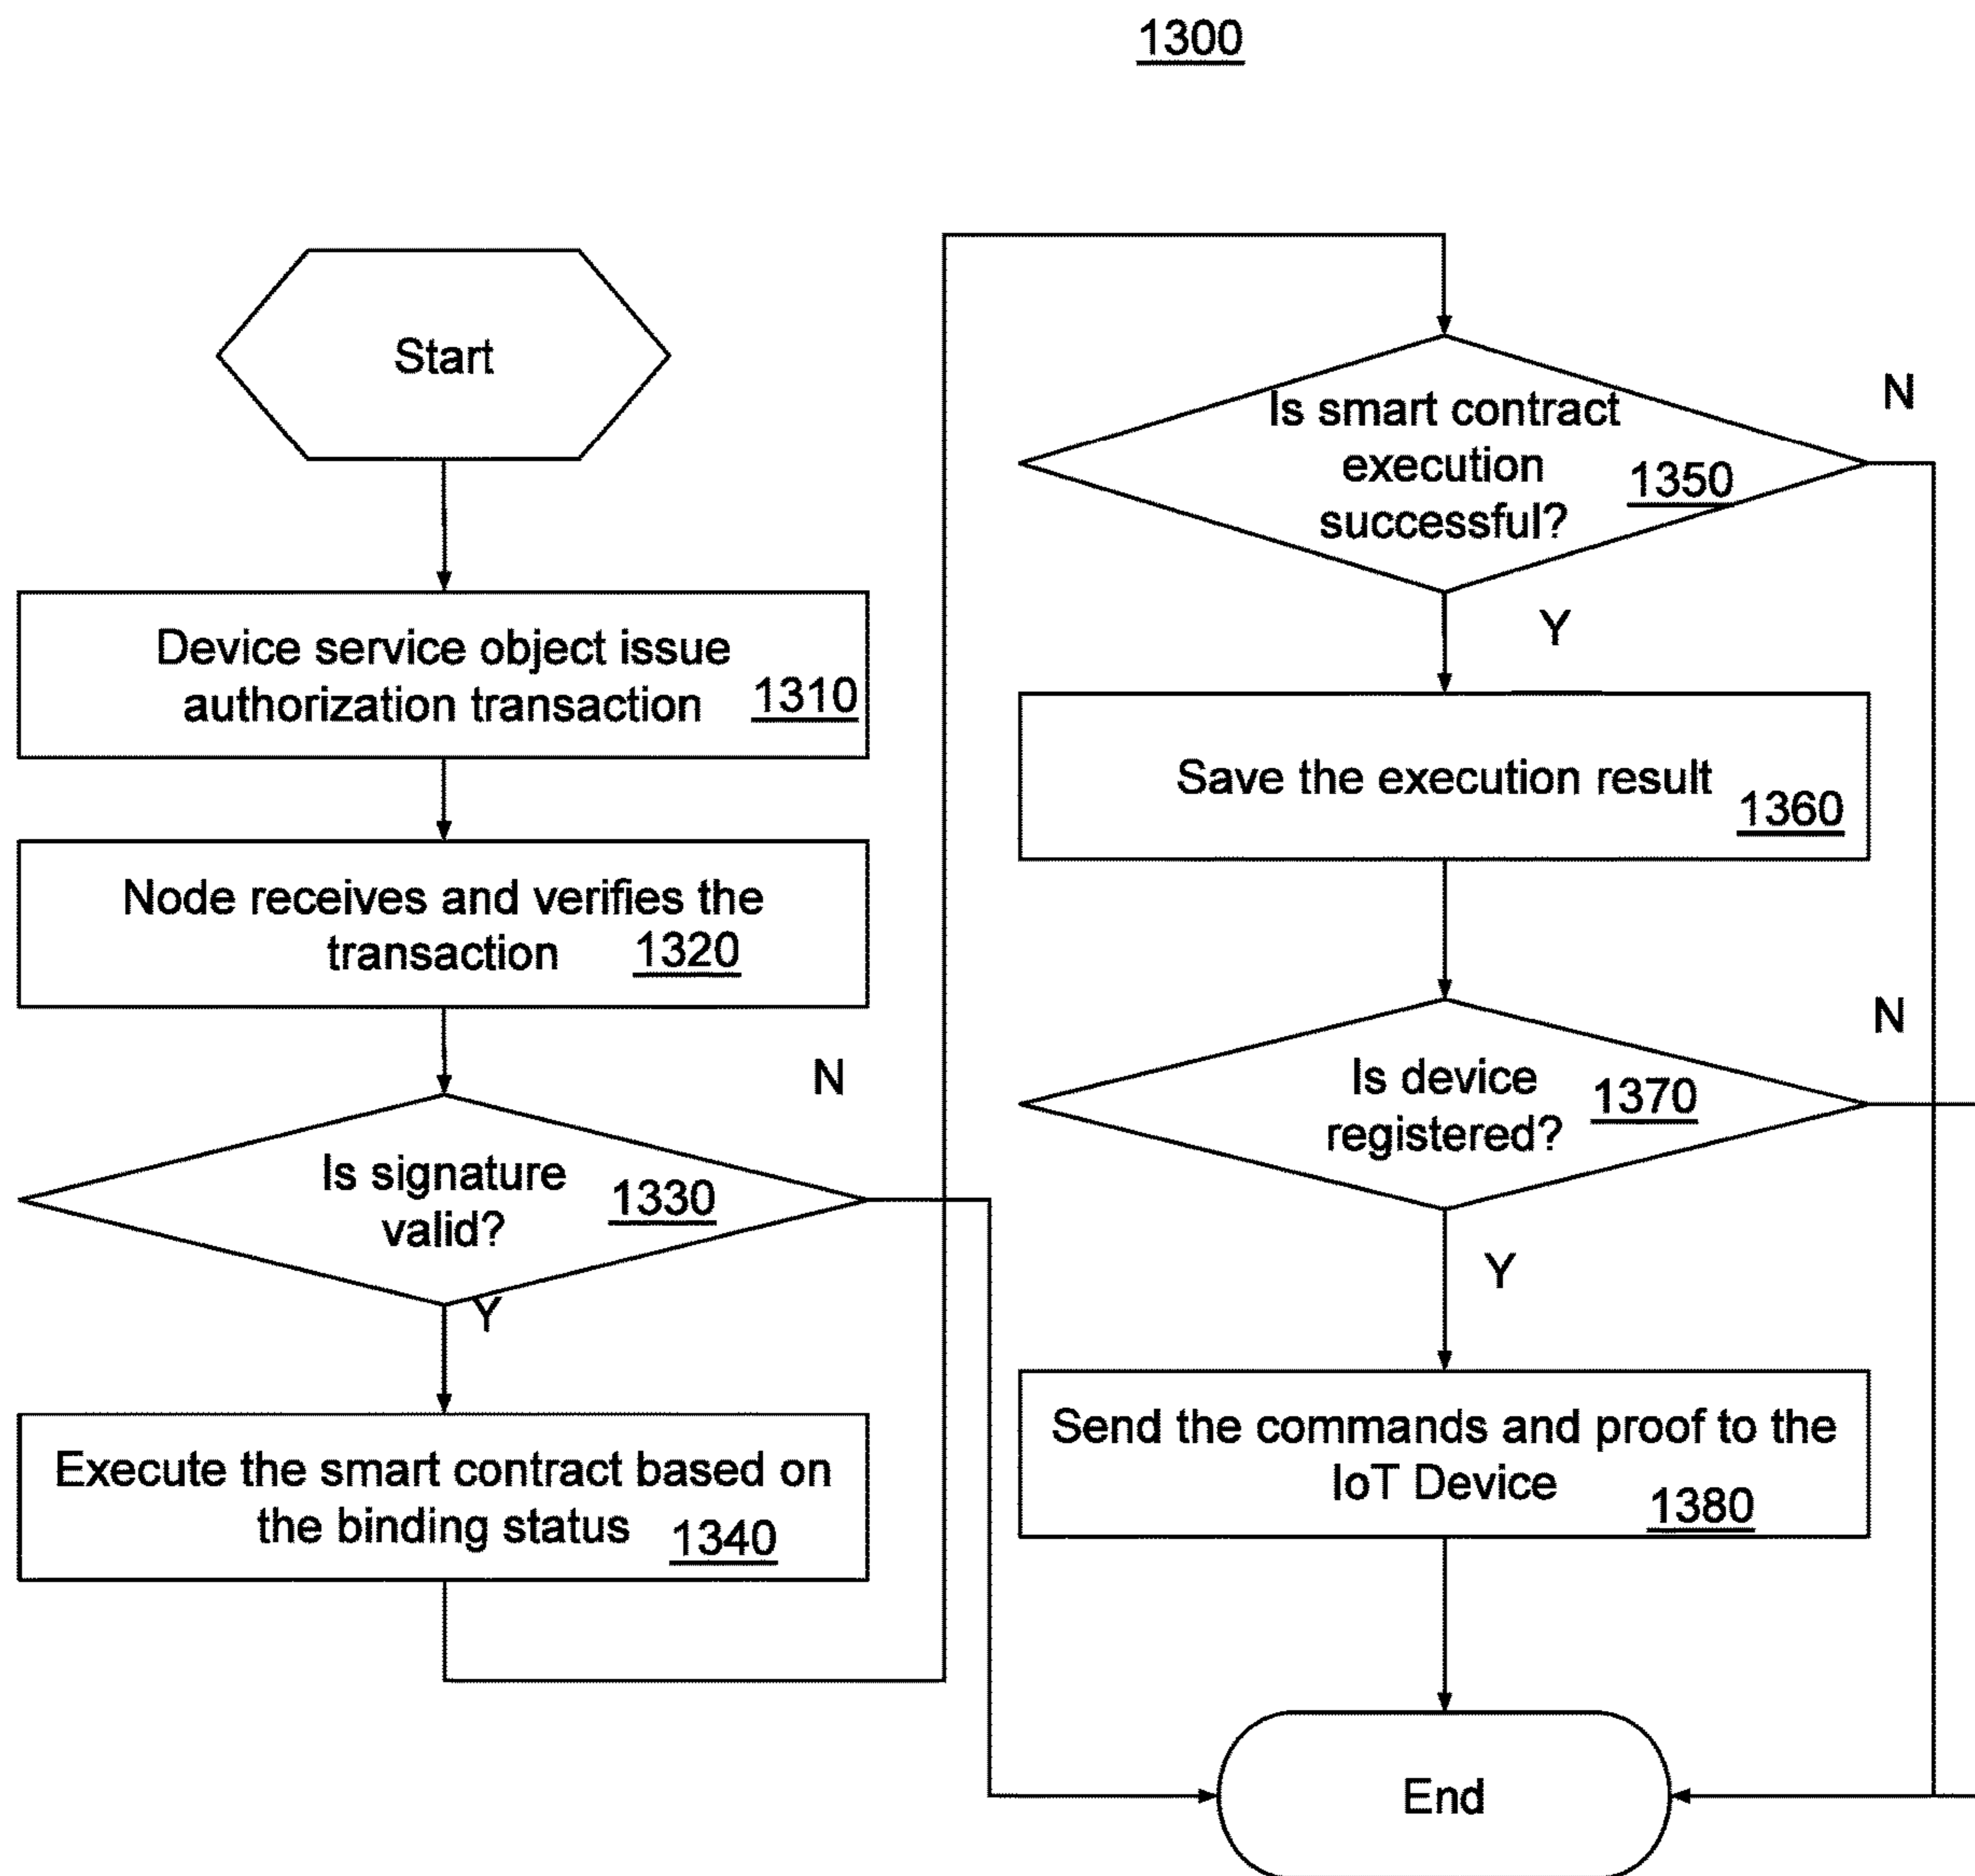 1300
Start
Device service object issue
authorization transaction 1310
Node receives and verifies the
transaction 1320
N
Is signature
valid? 1330
Y
Execute the smart contract based on
the binding status 1340
Is smart contract
execution
successful? 1350
N
Y
Save the execution result
1360
N
Is device
registered? 1370
Y
Send the commands and proof to the
IoT Device 1380
End